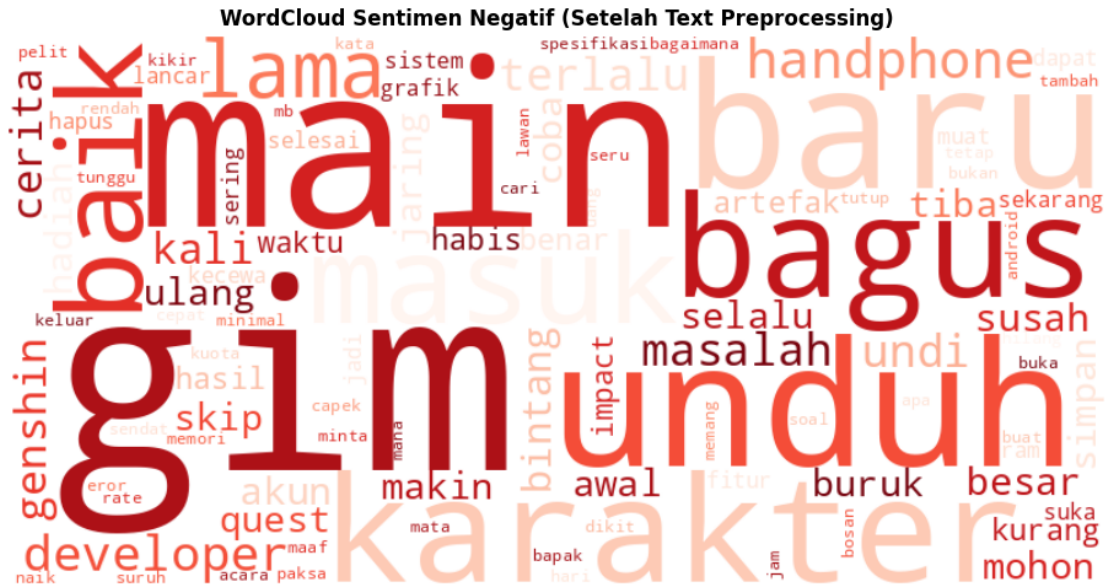 WordCloud Sentimen Negatif (Setelah Text Preprocessing)
pelit
kikir
kata
spesifikasi
bagaimana
lancar
lama
sistem
terlalu
handphone
dapat
tambah
grafik
rendah
hapus
mb
cerita
baik
main
baru
selesai
jaring
lawan
coba
seru
muat
tetap
bukan
tunggu
sering
cari
uang
hadiah
artefak
tutup
tiba
sekarang
kali
waktu
habis
benar
bagus
android
kecewa
masuk
ulang
keluar
cepat
minimal
selalu
susah
hilang
gim
genshin
kuota
jadi
masalah
undi
buka
hasil
bintang
impact
unduh
simpan
apa
skip
capek
sendat
memori
minta
mana
memang
soal
buat
ram
eror
rate
akun
makin
awal
fitur
buruk
besar
quest
karakter
suka
kurang
mata
dikit
bosan
developer
maaf
bapak
jam
mohon
naik
suruh
acara
paksa
hari